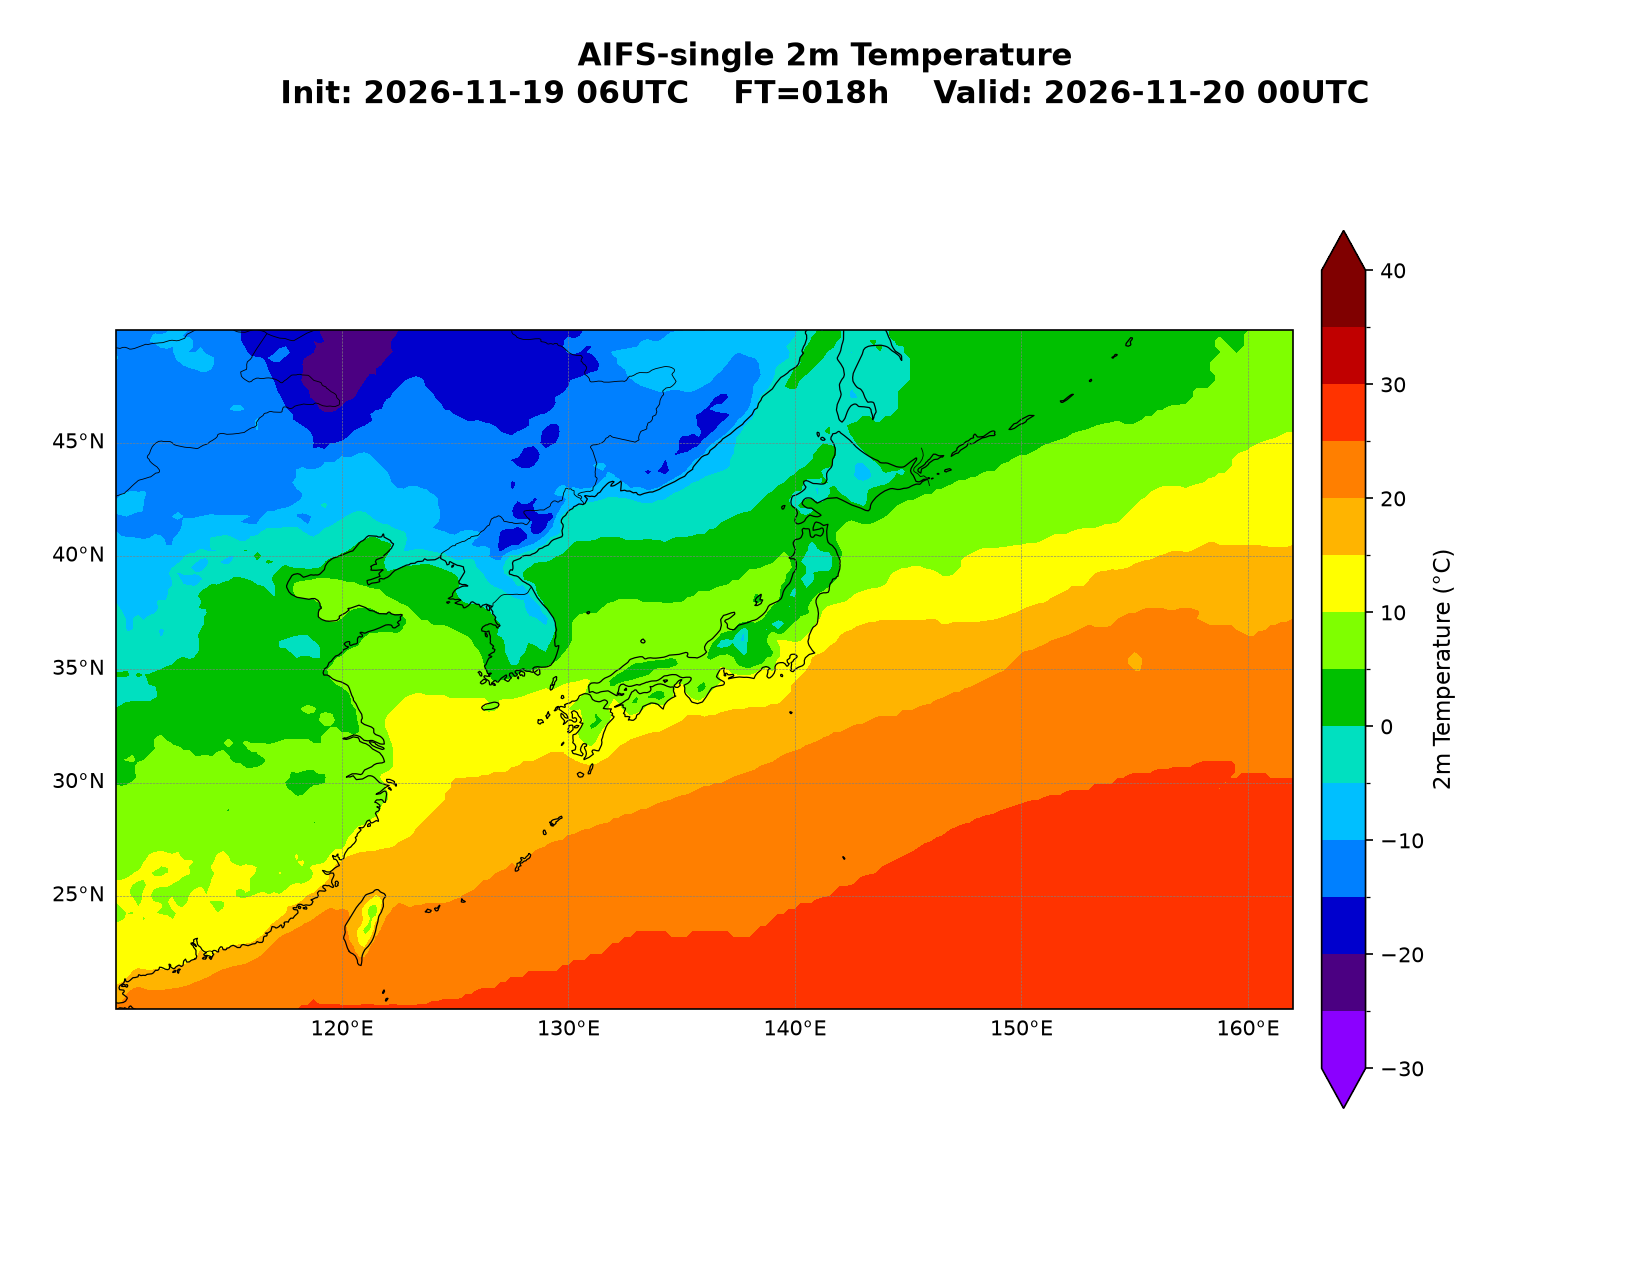 AIFS-single 2m Temperature
Init: 2026-11-19 06UTC    FT=018h    Valid: 2026-11-20 00UTC
45°N
40°N
35°N
30°N
25°N
120°E
130°E
140°E
150°E
160°E
40
30
20
10
0
−10
−20
−30
2m Temperature (°C)